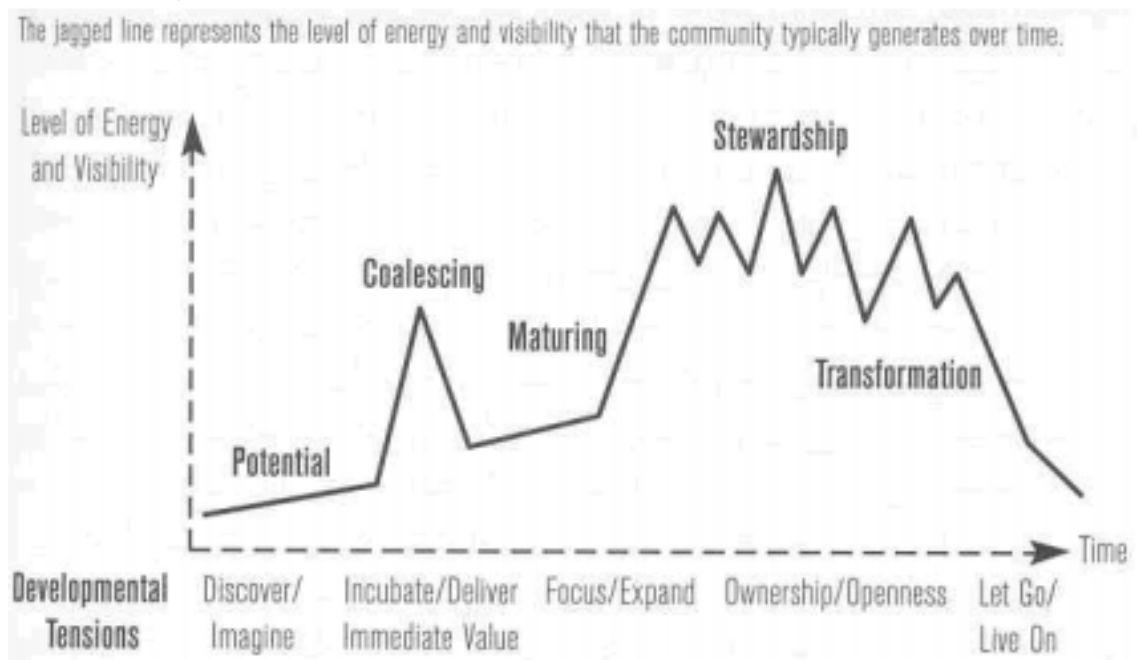 The jagged line represents the level of energy and visibility that the community typically generates over time.
Level of Energy
and Visibility
Stewardship
Coalescing
Maturing
Transformation
Potential
Time
Developmental
Tensions
Discover/
Imagine
Incubate/Deliver
Immediate Value
Focus/Expand
Ownership/Openness
Let Go/
Live On